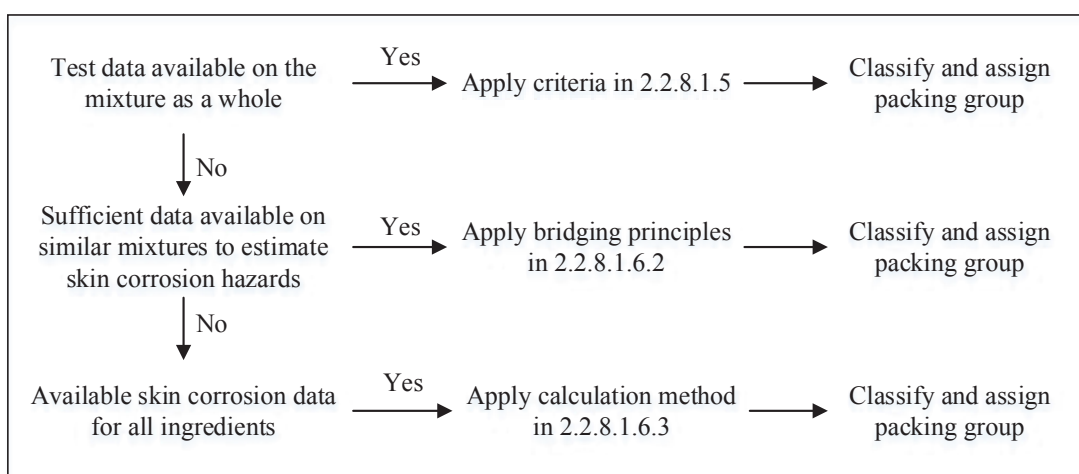 Test data available on the
mixture as a whole
Yes
Apply criteria in 2.2.8.1.5
Classify and assign
packing group
No
Sufficient data available on
similar mixtures to estimate
skin corrosion hazards
Yes
Apply bridging principles
in 2.2.8.1.6.2
Classify and assign
packing group
No
Available skin corrosion data
for all ingredients
Yes
Apply calculation method
in 2.2.8.1.6.3
Classify and assign
packing group